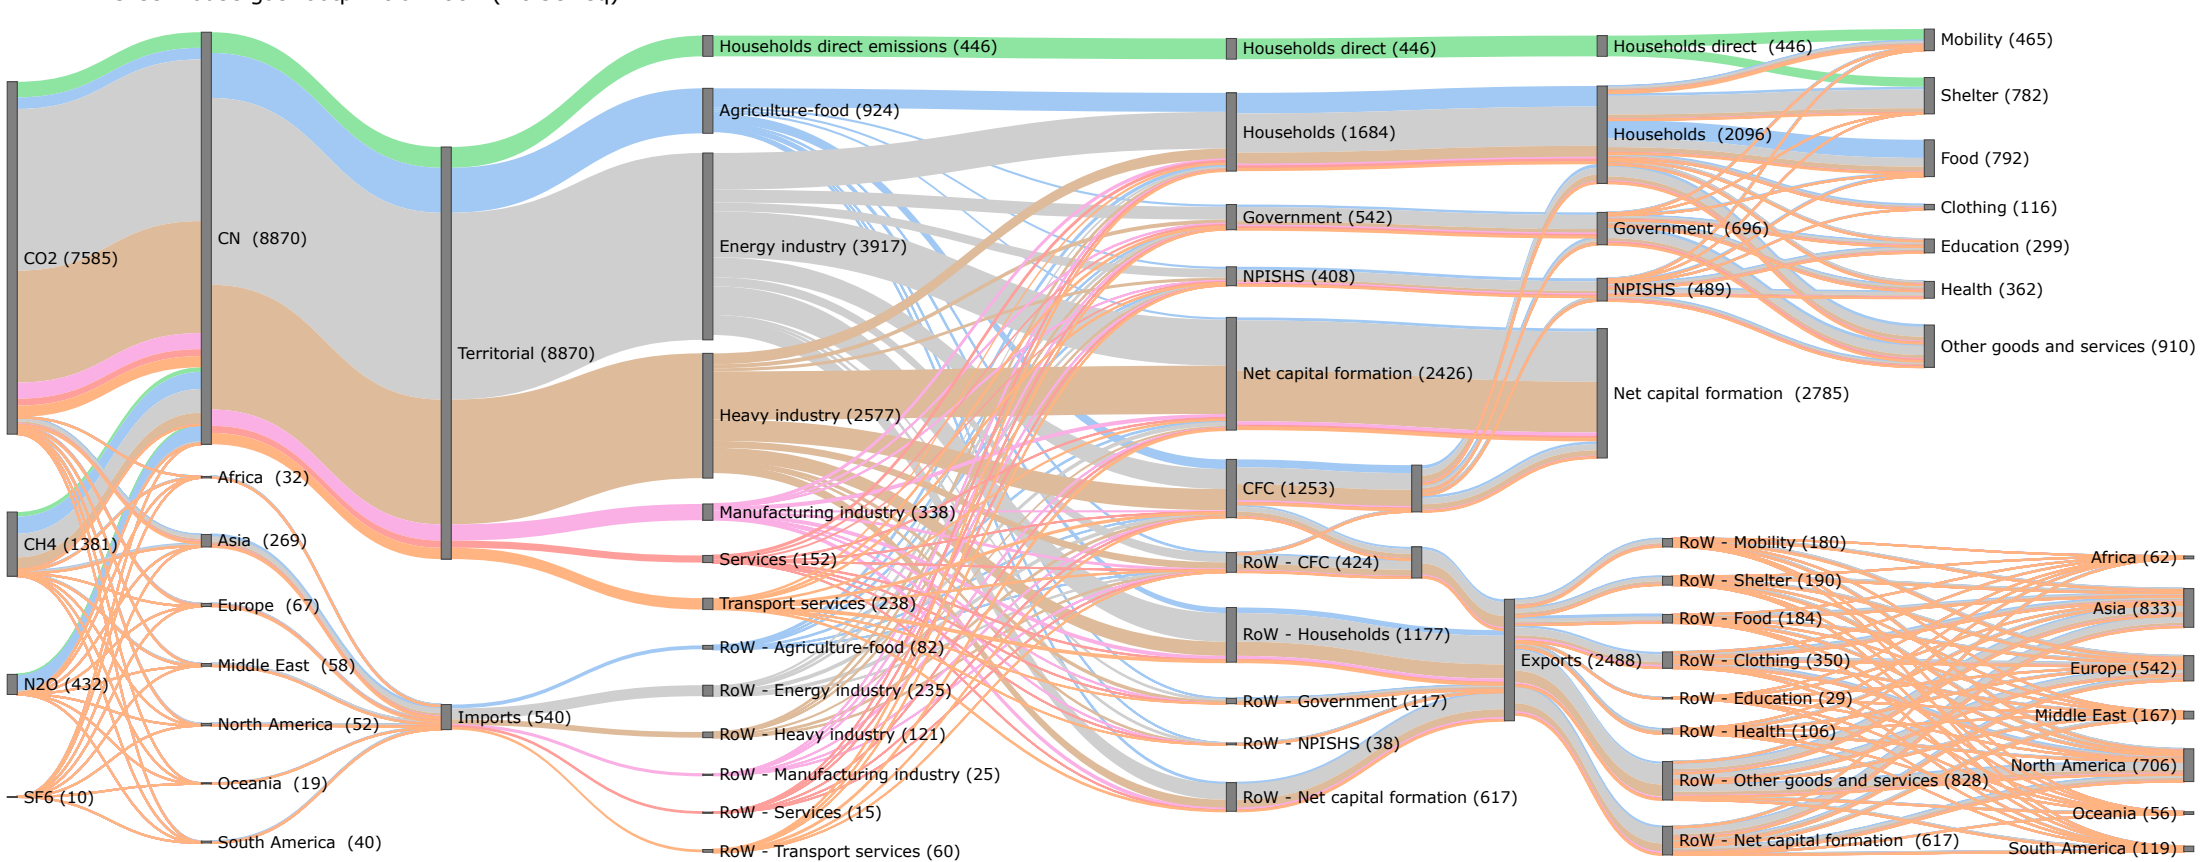 CO2 (7585)
CH4 (1381)
N2O (432)
SF6 (10)
CN (8870)
Africa (32)
Asia (269)
Europe (67)
Middle East (58)
North America (52)
Oceania (19)
South America (40)
Territorial (8870)
Imports (540)
Households direct emissions (446)
Agriculture-food (924)
Energy industry (3917)
Heavy industry (2577)
Manufacturing industry (338)
Services (152)
Transport services (238)
RoW - Agriculture-food (82)
RoW - Energy industry (235)
RoW - Heavy industry (121)
RoW - Manufacturing industry (25)
RoW - Services (15)
RoW - Transport services (60)
Households direct (446)
Households (1684)
Government (542)
NPISHS (408)
Net capital formation (2426)
CFC (1253)
RoW - CFC (424)
RoW - Households (1177)
RoW - Government (117)
RoW - NPISHS (38)
RoW - Net capital formation (617)
Households direct (446)
Households (2096)
Government (696)
NPISHS (489)
Net capital formation (2785)
Exports (2488)
Mobility (465)
Shelter (782)
Food (792)
Clothing (116)
Education (299)
Health (362)
Other goods and services (910)
RoW - Mobility (180)
RoW - Shelter (190)
RoW - Food (184)
RoW - Clothing (350)
RoW - Education (29)
RoW - Health (106)
RoW - Other goods and services (828)
RoW - Net capital formation (617)
Africa (62)
Asia (833)
Europe (542)
Middle East (167)
North America (706)
Oceania (56)
South America (119)